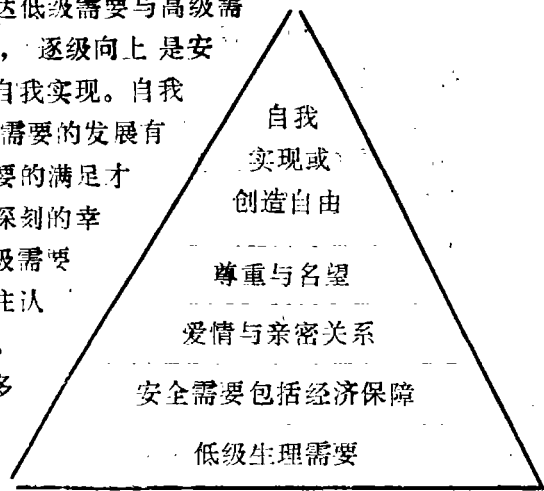 达低级需要与高级需
，逐级向上是安
自我实现。自我
需要的发展有
要的满足才
深刻的幸
级需要
主认
多
自我
实现或
创造自由
尊重与名望
爱情与亲密关系
安全需要包括经济保障
低级生理需要